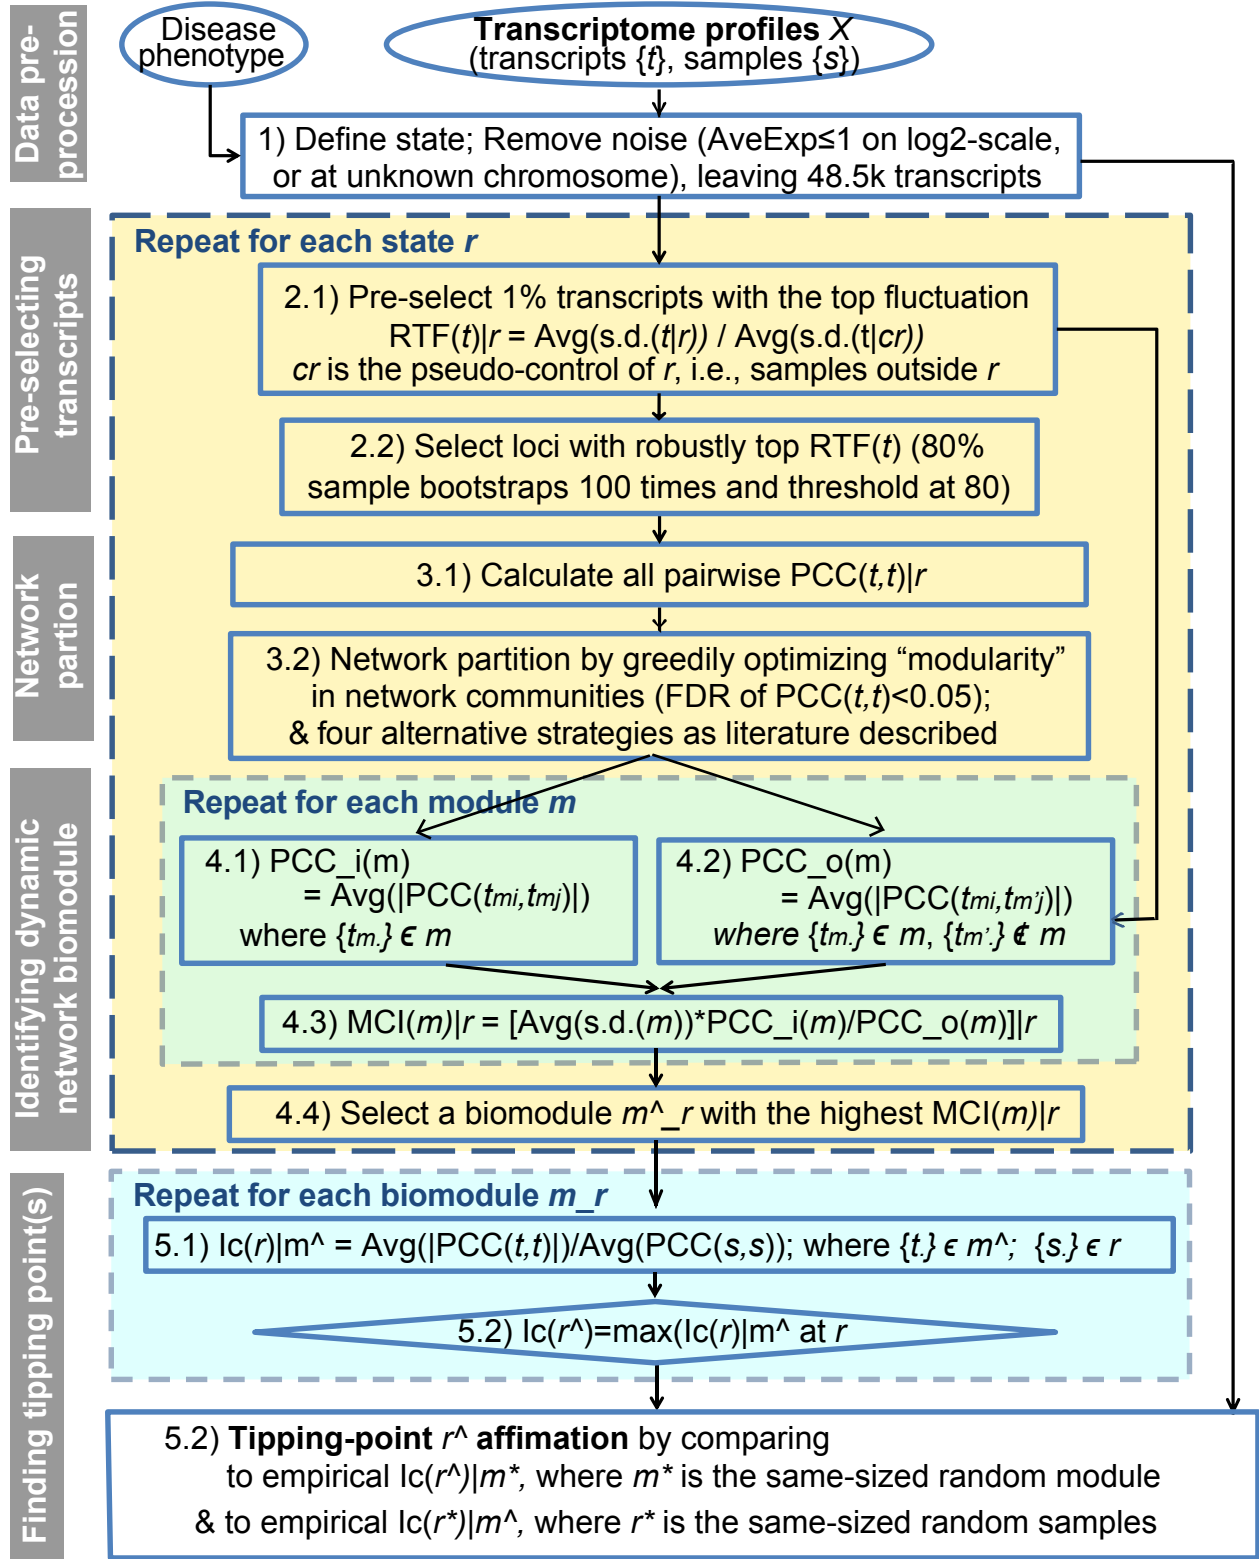 Data pre-
procession
Disease
phenotype
Transcriptome profiles X
(transcripts {t}, samples {s})
1) Define state; Remove noise (AveExp≤1 on log2-scale,
or at unknown chromosome), leaving 48.5k transcripts
Pre-selecting
transcripts
Repeat for each state r
2.1) Pre-select 1% transcripts with the top fluctuation
RTF(t)|r = Avg(s.d.(t|r)) / Avg(s.d.(t|cr))
cr is the pseudo-control of r, i.e., samples outside r
2.2) Select loci with robustly top RTF(t) (80%
sample bootstraps 100 times and threshold at 80)
Network
partion
3.1) Calculate all pairwise PCC(t,t)|r
3.2) Network partition by greedily optimizing “modularity”
in network communities (FDR of PCC(t,t)<0.05);
& four alternative strategies as literature described
Identifying dynamic
network biomodule
Repeat for each module m
4.1) PCC_i(m)
= Avg(|PCC(tmi,tmj)|)
where {tm.} ϵ m
4.2) PCC_o(m)
= Avg(|PCC(tmi,tm’j)|)
where {tm.} ϵ m, {tm’.} ∉ m
4.3) MCI(m)|r = [Avg(s.d.(m))*PCC_i(m)/PCC_o(m)]|r
4.4) Select a biomodule m^_r with the highest MCI(m)|r
Finding tipping point(s)
Repeat for each biomodule m_r
5.1) Ic(r)|m^ = Avg(|PCC(t,t)|)/Avg(PCC(s,s)); where {t.} ϵ m^; {s.} ϵ r
5.2) Ic(r^)=max(Ic(r)|m^ at r
5.2) Tipping-point r^ affimation by comparing
to empirical Ic(r^)|m*, where m* is the same-sized random module
& to empirical Ic(r*)|m^, where r* is the same-sized random samples